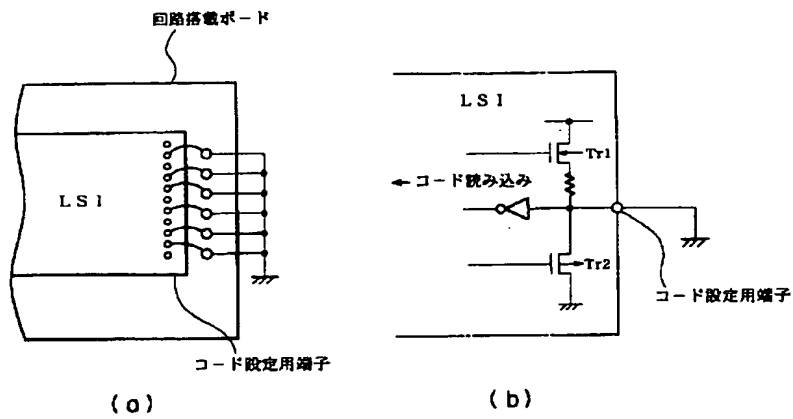 回路搭載ボード
LSI
コード設定用端子
(a)
LSI
Tr1
← コード読み込み
Tr2
コード設定用端子
(b)